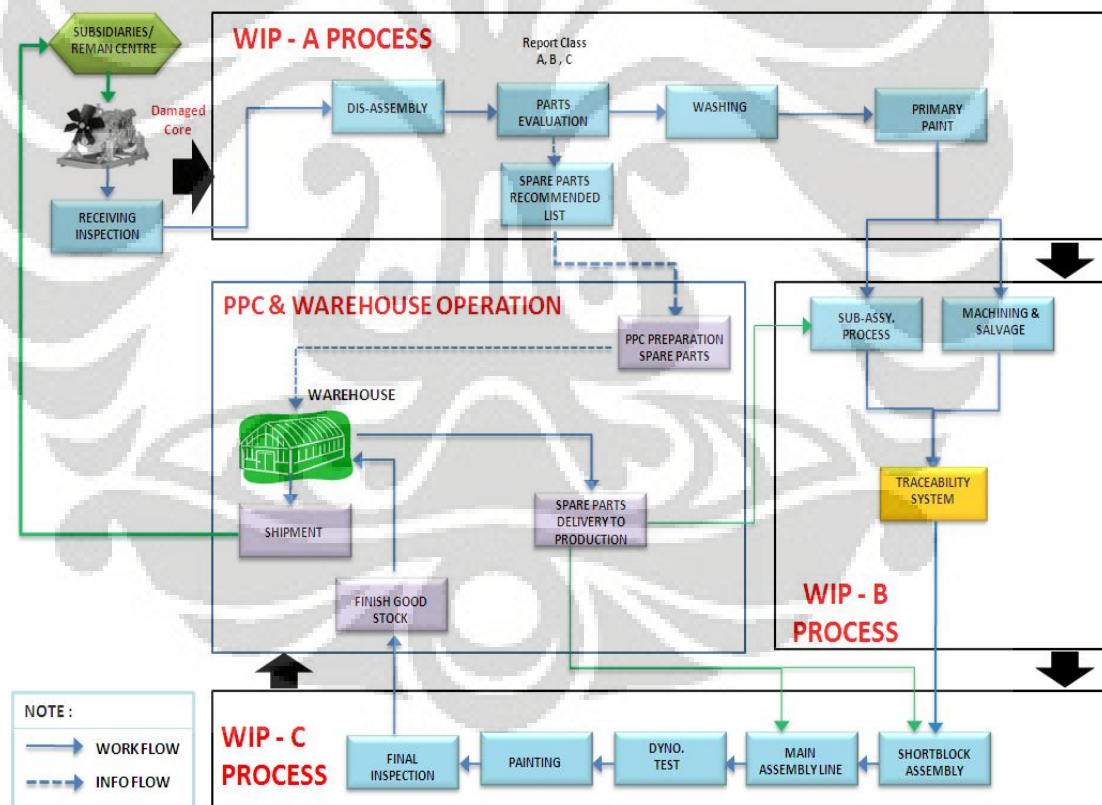 SUBSIDIARIES/
REMAN CENTRE
Damaged
Core
RECEIVING
INSPECTION
WIP - A PROCESS
Report Class
A, B , C
DIS-ASSEMBLY
PARTS
EVALUATION
WASHING
PRIMARY
PAINT
SPARE PARTS
RECOMMENDED
LIST
PPC & WAREHOUSE OPERATION
PPC PREPARATION
SPARE PARTS
WAREHOUSE
SHIPMENT
SPARE PARTS
DELIVERY TO
PRODUCTION
FINISH GOOD
STOCK
SUB-ASSY.
PROCESS
MACHINING &
SALVAGE
TRACEABILITY
SYSTEM
WIP - B
PROCESS
WIP - C
PROCESS
FINAL
INSPECTION
PAINTING
DYNO.
TEST
MAIN
ASSEMBLY LINE
SHORTBLOCK
ASSEMBLY
NOTE :
WORK FLOW
INFO FLOW